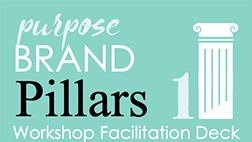 purpose
BRAND
Pillars 1
Workshop Facilitation Deck